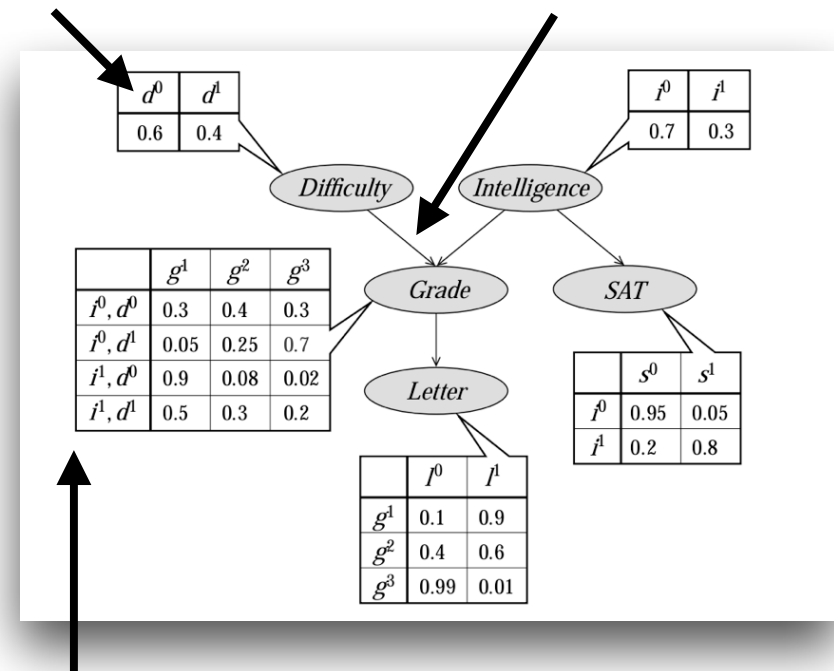 d⁰ d¹
0.6 0.4
i⁰ i¹
0.7 0.3
Difficulty
Intelligence
g¹ g² g³
i⁰, d⁰ 0.3 0.4 0.3
i⁰, d¹ 0.05 0.25 0.7
i¹, d⁰ 0.9 0.08 0.02
i¹, d¹ 0.5 0.3 0.2
Grade
SAT
Letter
s⁰ s¹
i⁰ 0.95 0.05
i¹ 0.2 0.8
l⁰ l¹
g¹ 0.1 0.9
g² 0.4 0.6
g³ 0.99 0.01